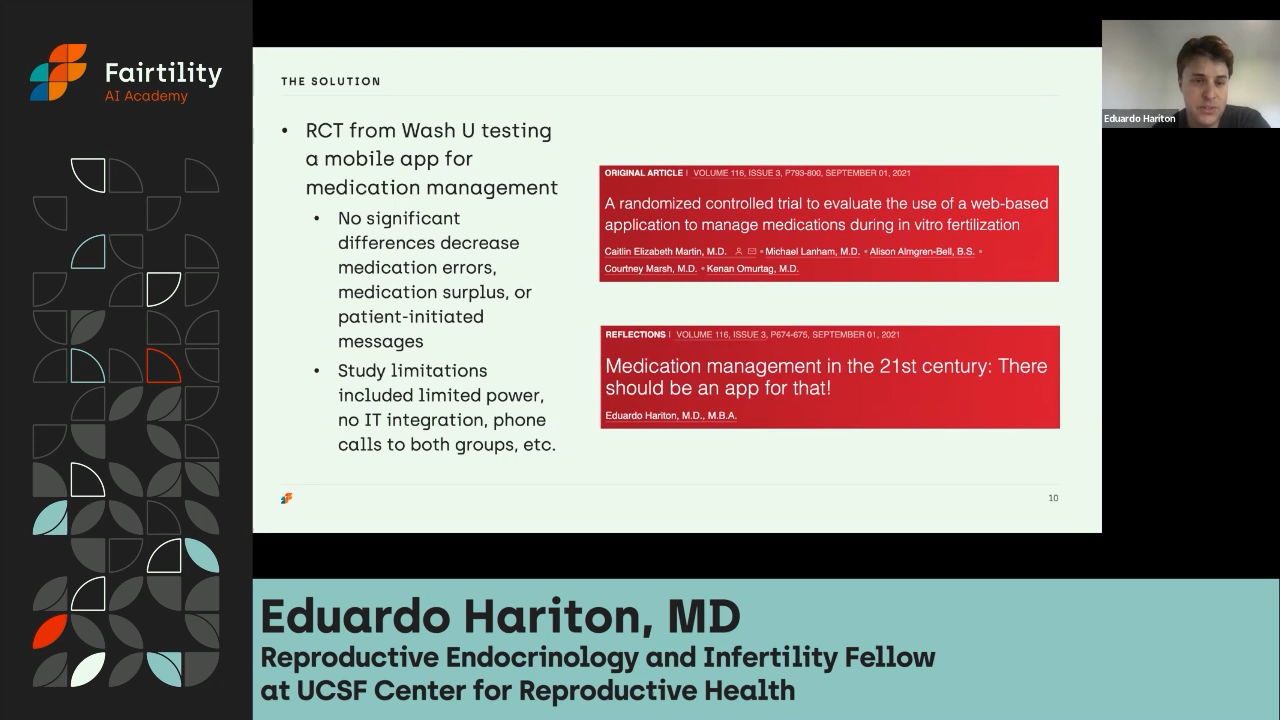 Fairtility
AI Academy
THE SOLUTION
• RCT from Wash U testing
a mobile app for
medication management
• No significant
differences decrease
medication errors,
medication surplus, or
patient-initiated
messages
• Study limitations
included limited power,
no IT integration, phone
calls to both groups, etc.
ORIGINAL ARTICLE | VOLUME 116, ISSUE 3, P793-800, SEPTEMBER 01, 2021
A randomized controlled trial to evaluate the use of a web-based
application to manage medications during in vitro fertilization
Caitlin Elizabeth Martin, M.D. • Michael Lanham, M.D. • Alison Almgren-Bell, B.S. •
Courtney Marsh, M.D. • Kenan Omurtag, M.D.
REFLECTIONS | VOLUME 116, ISSUE 3, P674-675, SEPTEMBER 01, 2021
Medication management in the 21st century: There
should be an app for that!
Eduardo Hariton, M.D., M.B.A.
10
Eduardo Hariton
Eduardo Hariton, MD
Reproductive Endocrinology and Infertility Fellow
at UCSF Center for Reproductive Health